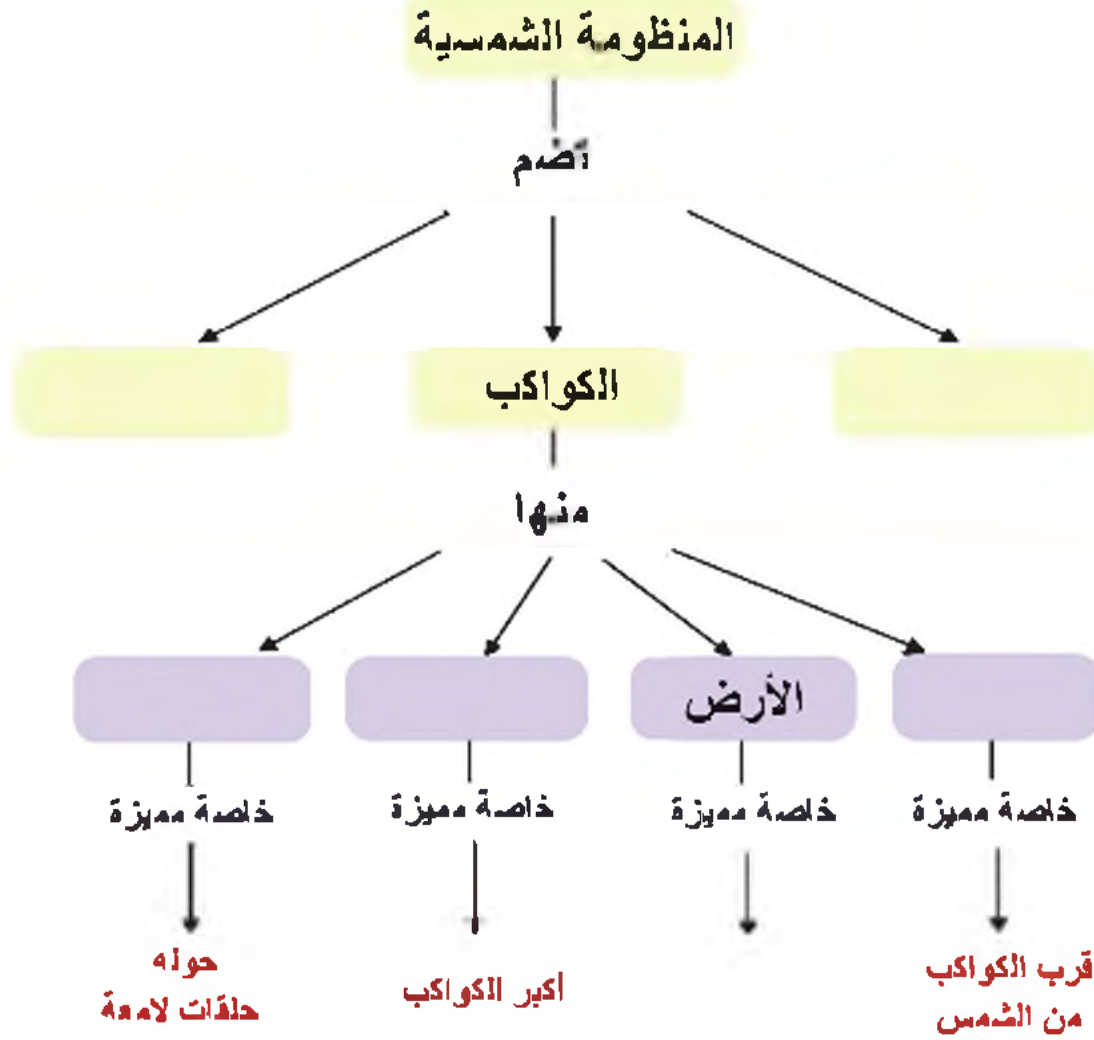 المنظومة الشمسية
تضم
الكواكب
منها
الأرض
خاصة مميزة
خاصة مميزة
خاصة مميزة
خاصة مميزة
قرب الكواكب
من الشمس
أكبر الكواكب
حوله
حلقات لامعة